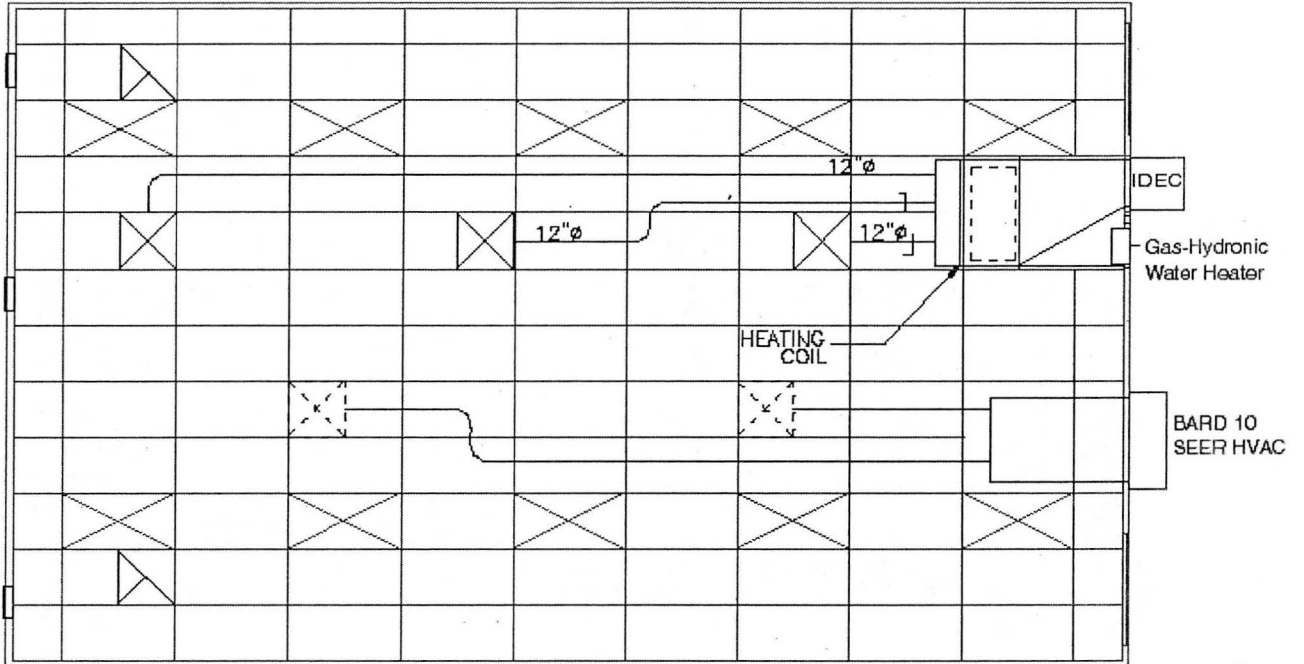 12"ø
IDEC
12"ø
12"ø
Gas-Hydronic
Water Heater
HEATING
COIL
BARD 10
SEER HVAC